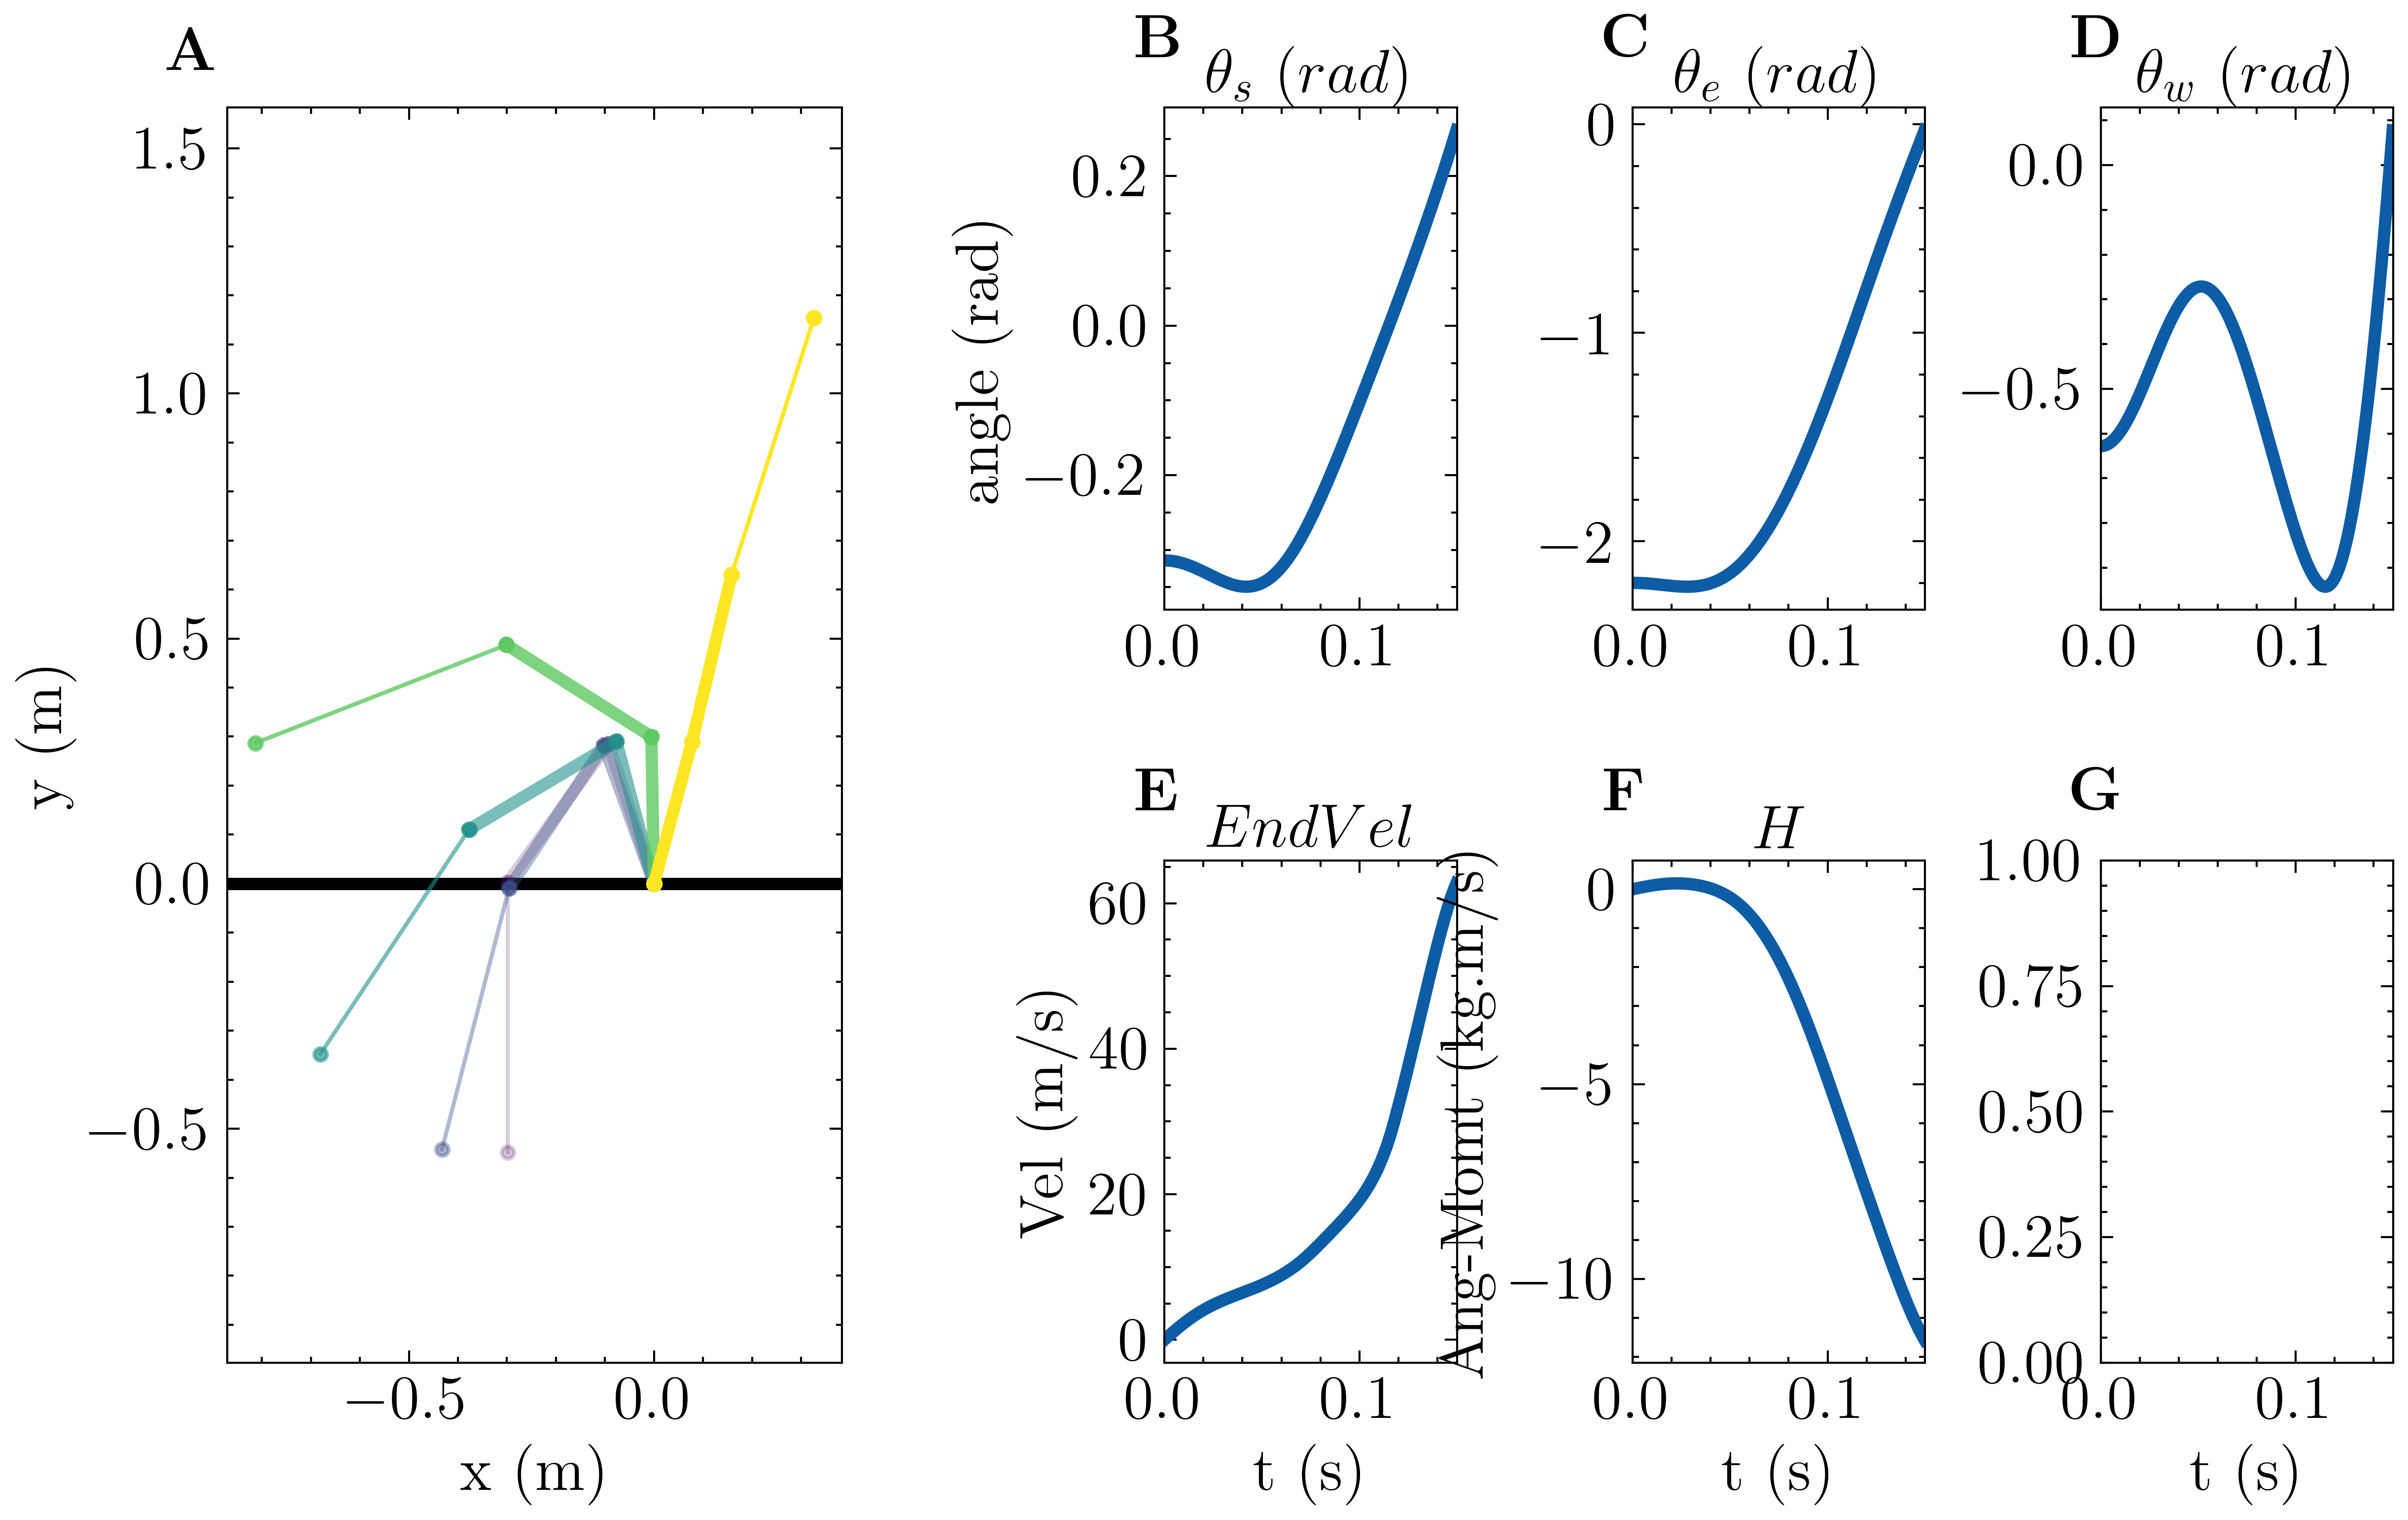 A
1.5
1.0
0.5
0.0
−0.5
y (m)
−0.5 0.0
x (m)
B
θs (rad)
0.2
0.0
−0.2
angle (rad)
0.0 0.1
C
θe (rad)
0
−1
−2
0.0 0.1
D
θw (rad)
0.0
−0.5
0.0 0.1
E
EndVel
60
40
20
0
Vel (m/s)
0.0 0.1
t (s)
F
H
0
−5
−10
Ang-Momt (kg.m²/s)
0.0 0.1
t (s)
G
1.00
0.75
0.50
0.25
0.00
0.0 0.1
t (s)